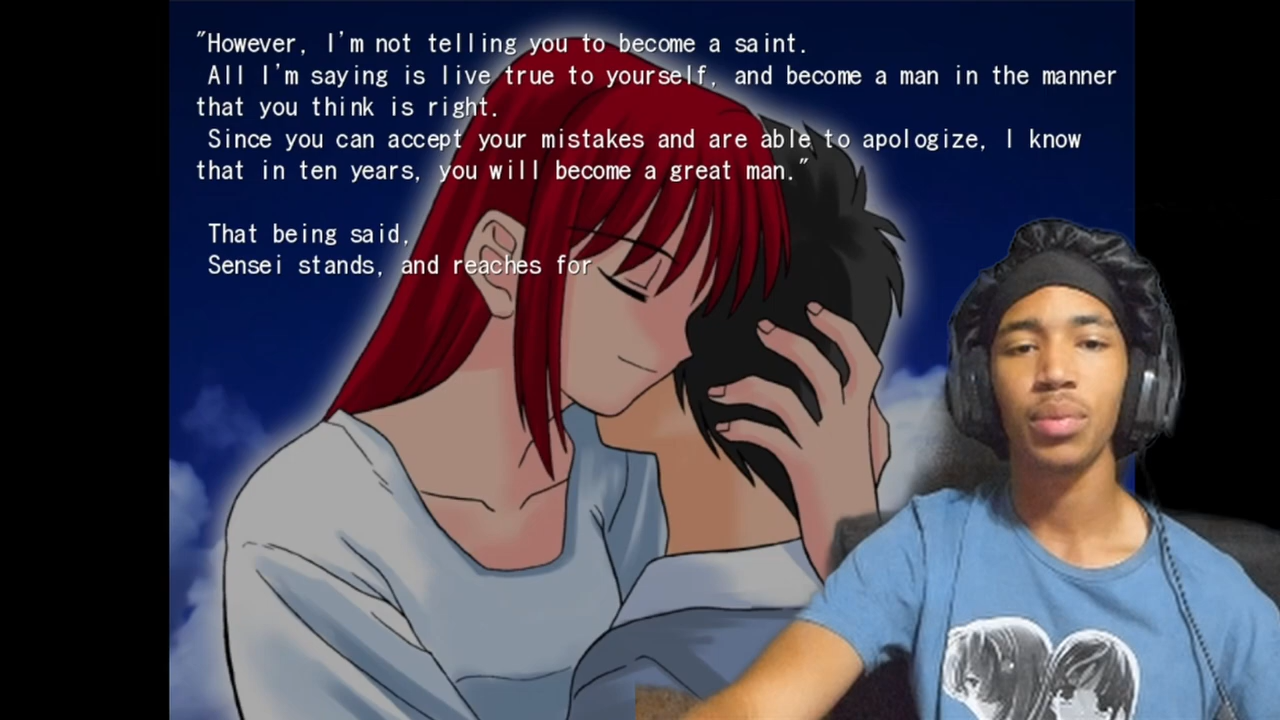 "However, I'm not telling you to become a saint.
All I'm saying is live true to yourself, and become a man in the manner
that you think is right.
Since you can accept your mistakes and are able to apologize, I know
that in ten years, you will become a great man."
That being said,
Sensei stands, and reaches for